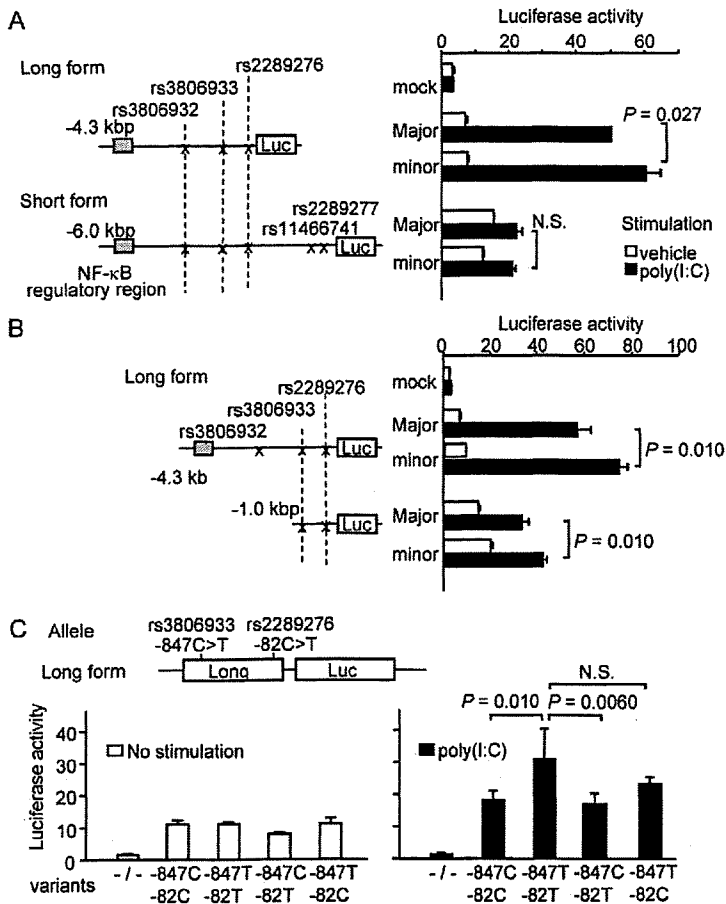 A
Luciferase activity
0 20 40 60
Long form
rs2289276
rs3806933
rs3806932
-4.3 kbp
Luc
mock
Major
minor
P = 0.027
Short form
rs2289277
-6.0 kbp
rs11466741
Luc
NF-κB
regulatory region
Major
minor
N.S.
Stimulation
vehicle
poly(I:C)
B
Luciferase activity
0 20 40 60 80 100
Long form
rs2289276
rs3806933
rs3806932
Luc
-4.3 kb
-1.0 kbp
Luc
mock
Major
minor
P = 0.010
Major
minor
P = 0.010
C
Allele
rs3806933 rs2289276
-847C>T -82C>T
Long form
Long
Luc
N.S.
P = 0.010 P = 0.0060
Luciferase activity
40
30
20
10
0
No stimulation
poly(I:C)
variants
- / - -847C -847T -847C -847T
-82C -82T -82T -82C
- / - -847C -847T -847C -847T
-82C -82T -82T -82C